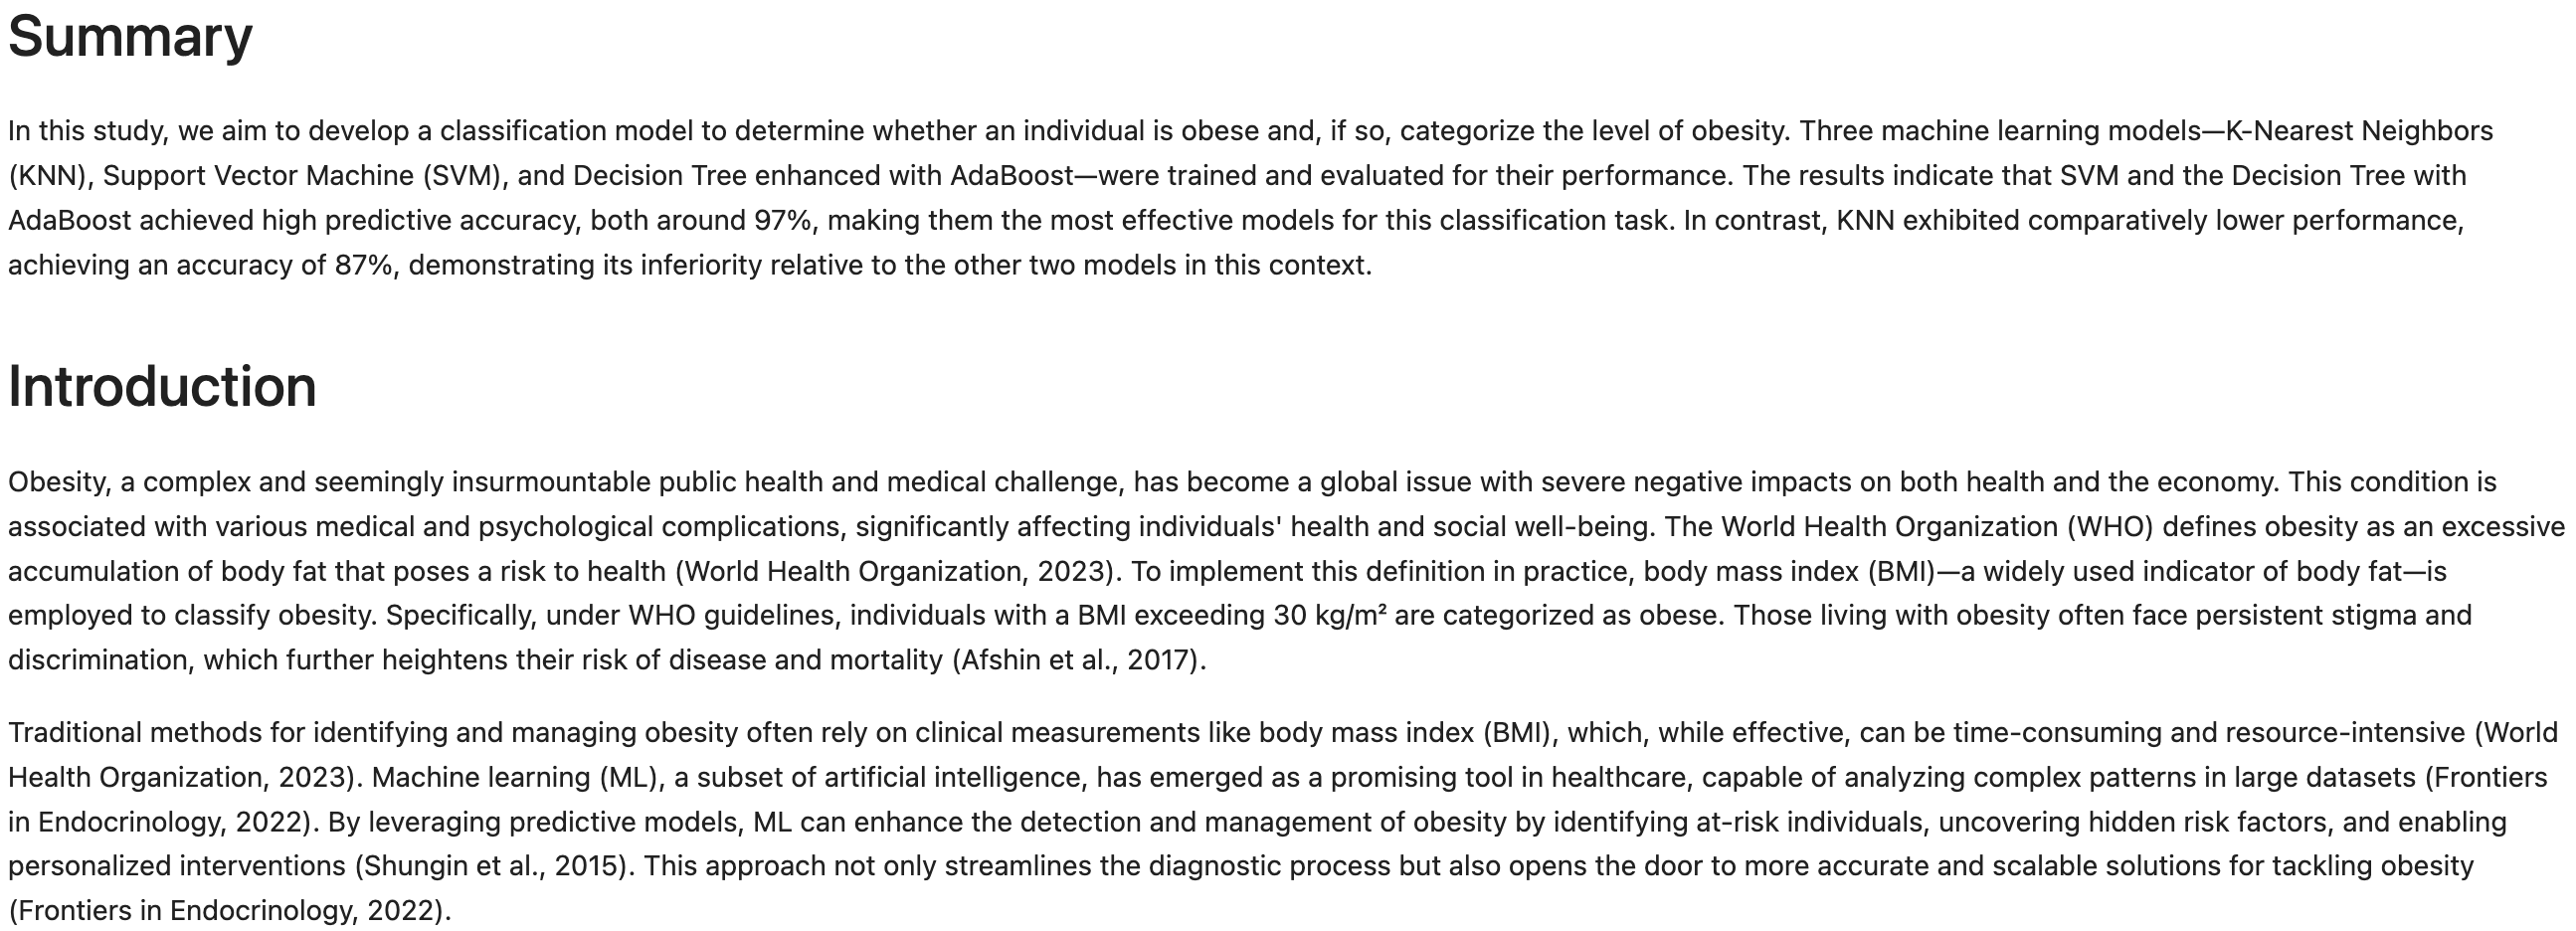 Summary
In this study, we aim to develop a classification model to determine whether an individual is obese and, if so, categorize the level of obesity. Three machine learning models—K-Nearest Neighbors
(KNN), Support Vector Machine (SVM), and Decision Tree enhanced with AdaBoost—were trained and evaluated for their performance. The results indicate that SVM and the Decision Tree with
AdaBoost achieved high predictive accuracy, both around 97%, making them the most effective models for this classification task. In contrast, KNN exhibited comparatively lower performance,
achieving an accuracy of 87%, demonstrating its inferiority relative to the other two models in this context.
Introduction
Obesity, a complex and seemingly insurmountable public health and medical challenge, has become a global issue with severe negative impacts on both health and the economy. This condition is
associated with various medical and psychological complications, significantly affecting individuals' health and social well-being. The World Health Organization (WHO) defines obesity as an excessive
accumulation of body fat that poses a risk to health (World Health Organization, 2023). To implement this definition in practice, body mass index (BMI)—a widely used indicator of body fat—is
employed to classify obesity. Specifically, under WHO guidelines, individuals with a BMI exceeding 30 kg/m² are categorized as obese. Those living with obesity often face persistent stigma and
discrimination, which further heightens their risk of disease and mortality (Afshin et al., 2017).
Traditional methods for identifying and managing obesity often rely on clinical measurements like body mass index (BMI), which, while effective, can be time-consuming and resource-intensive (World
Health Organization, 2023). Machine learning (ML), a subset of artificial intelligence, has emerged as a promising tool in healthcare, capable of analyzing complex patterns in large datasets (Frontiers
in Endocrinology, 2022). By leveraging predictive models, ML can enhance the detection and management of obesity by identifying at-risk individuals, uncovering hidden risk factors, and enabling
personalized interventions (Shungin et al., 2015). This approach not only streamlines the diagnostic process but also opens the door to more accurate and scalable solutions for tackling obesity
(Frontiers in Endocrinology, 2022).